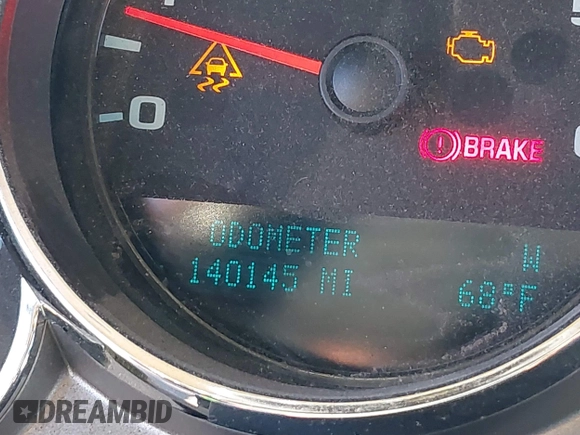 0
BRAKE
ODOMETER W
140145 MI 68°F
DREAMBID